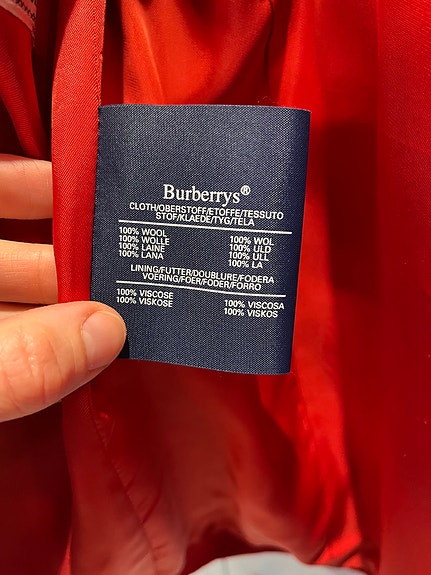 Burberrys®
CLOTH/OBERSTOFF/ETOFFE/TESSUTO
STOF/KLAEDE/TYG/TELA
100% WOOL 100% WOL
100% WOLLE 100% ULD
100% LAINE 100% ULL
100% LANA 100% LA
LINING/FUTTER/DOUBLURE/FODERA
VOERING/FOER/FODER/FORRO
100% VISCOSE 100% VISCOSA
100% VISKOSE 100% VISKOS